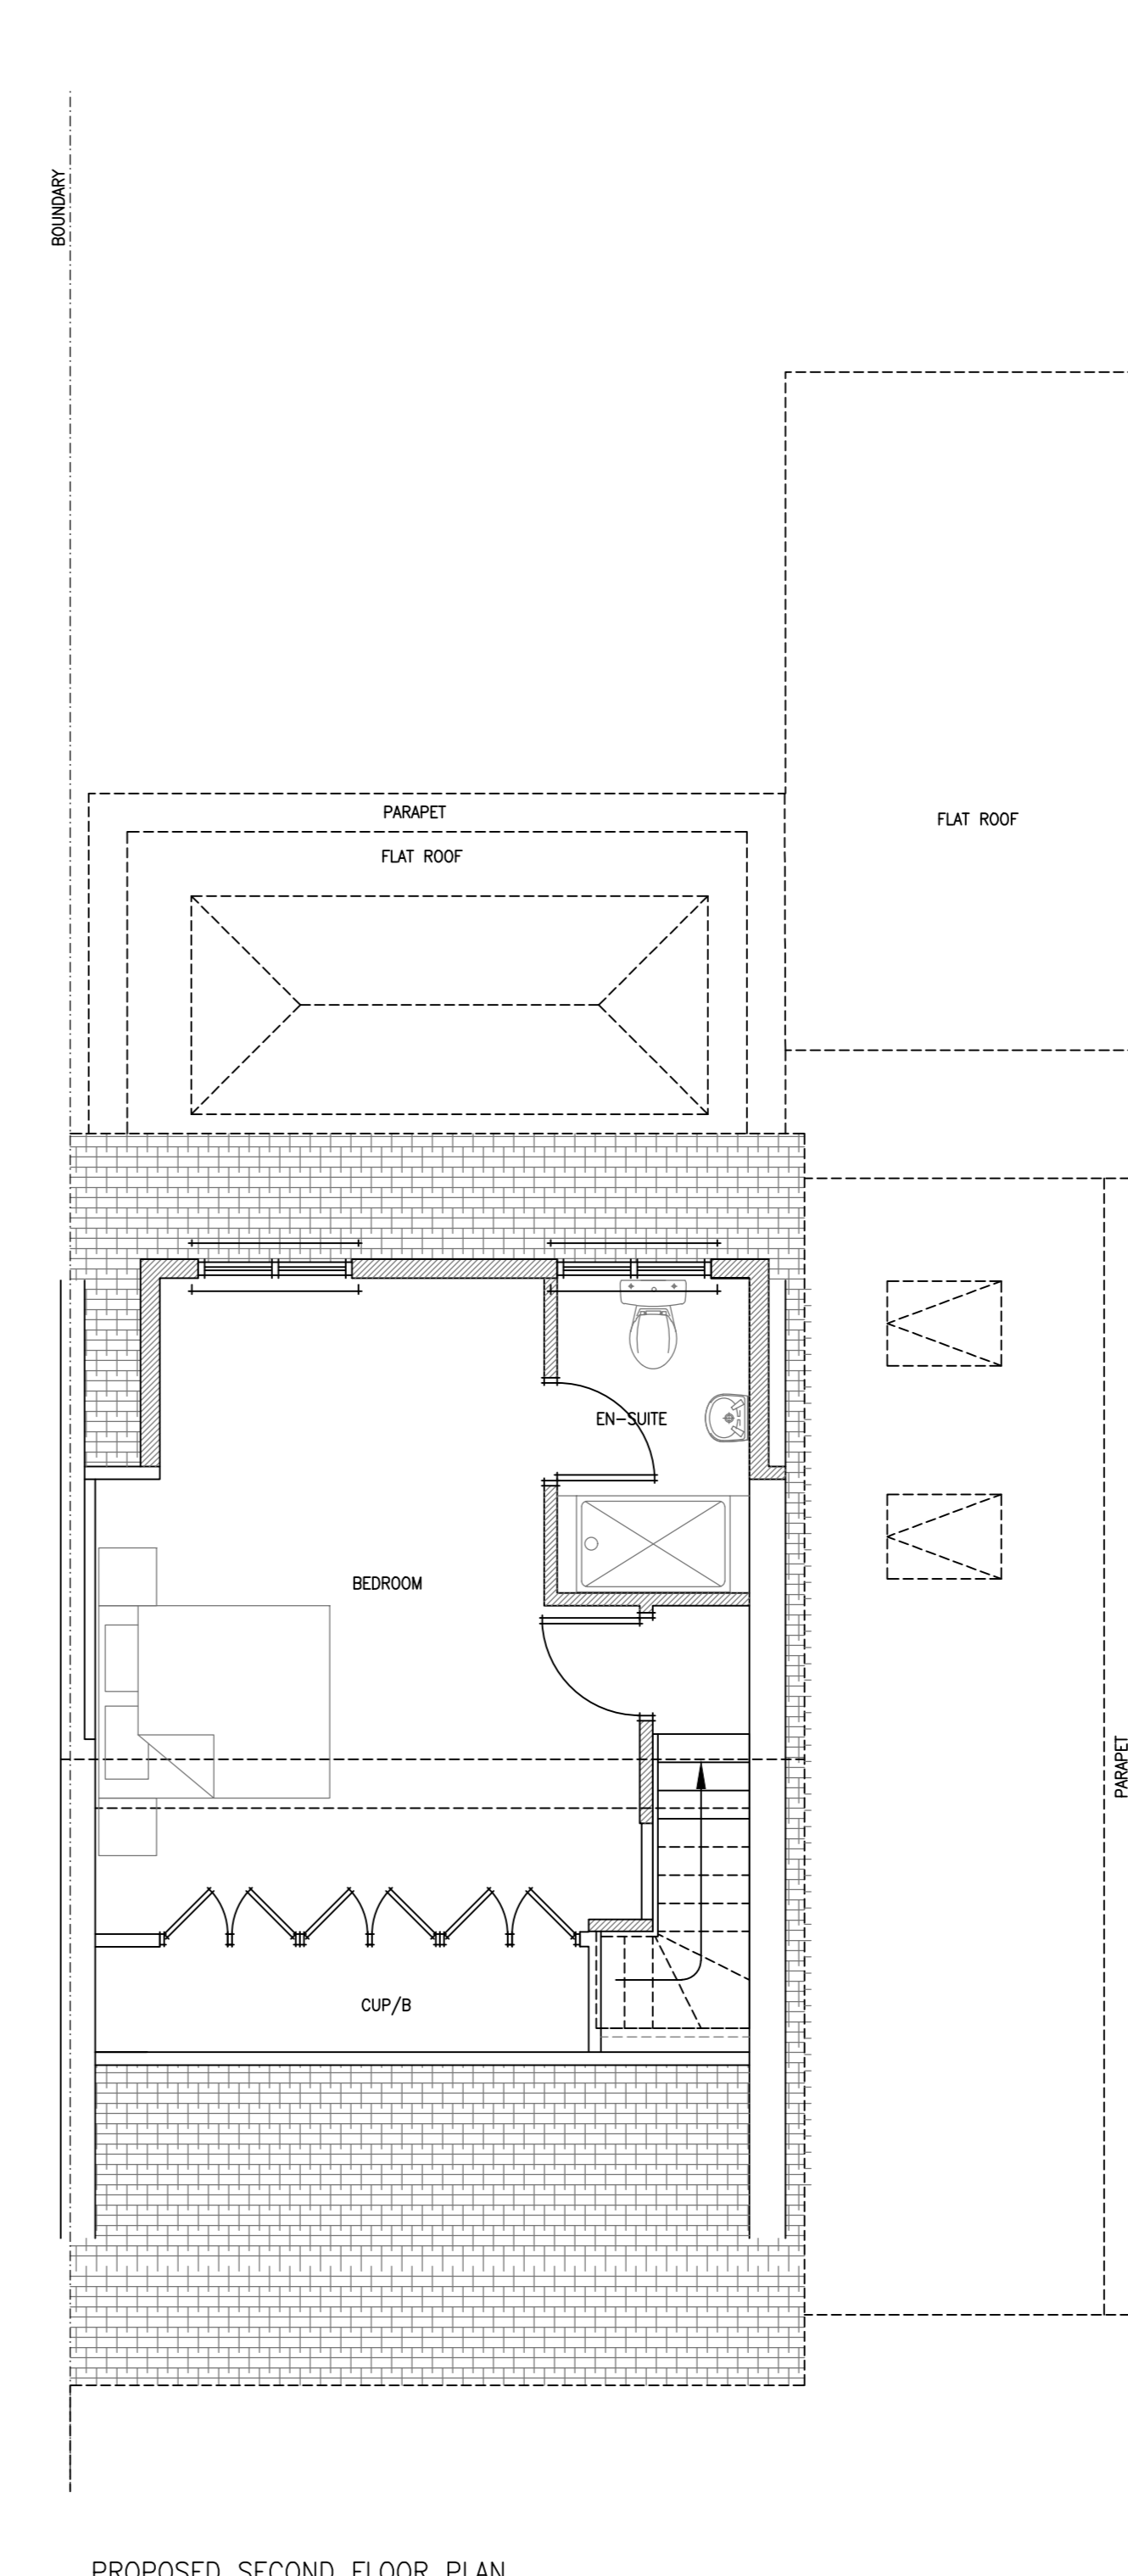 BOUNDARY
PARAPET
FLAT ROOF
FLAT ROOF
EN-SUITE
BEDROOM
PARAPET
CUP/B
PROPOSED SECOND FLOOR PLAN